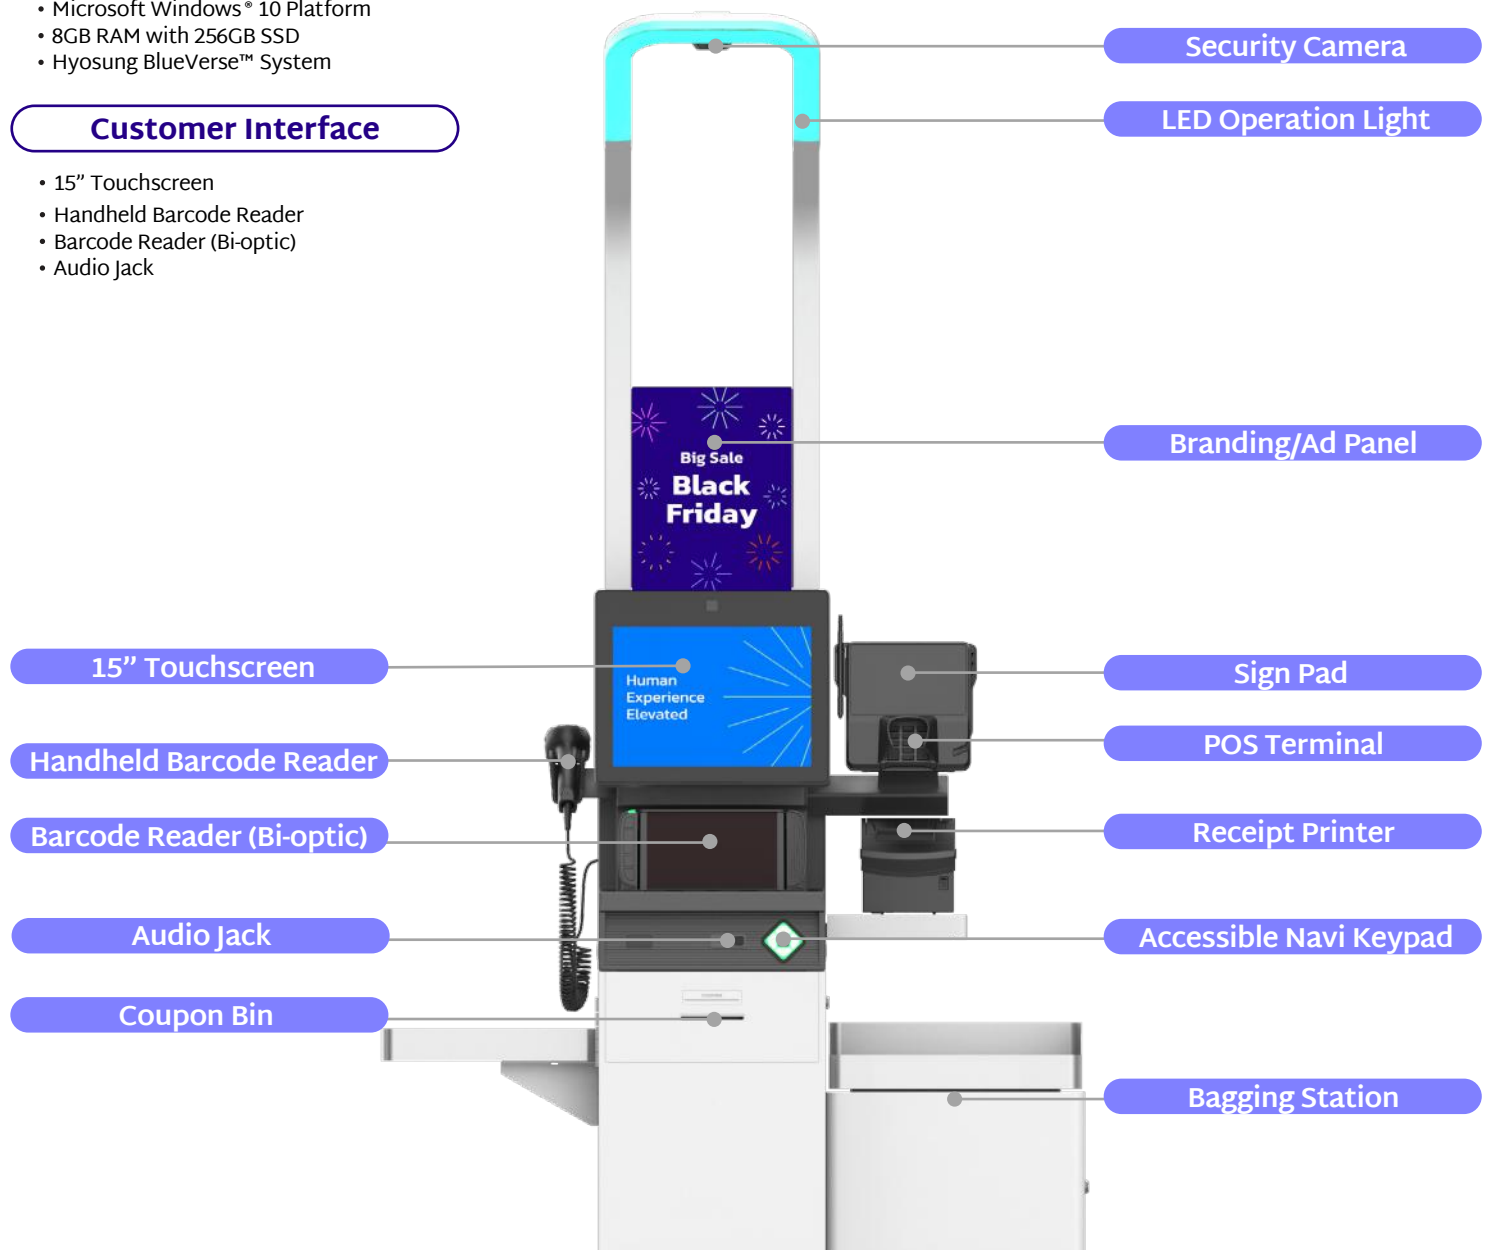 • Microsoft Windows® 10 Platform
• 8GB RAM with 256GB SSD
• Hyosung BlueVerse™ System
Customer Interface
• 15” Touchscreen
• Handheld Barcode Reader
• Barcode Reader (Bi-optic)
• Audio Jack
Security Camera
LED Operation Light
Branding/Ad Panel
Big Sale
Black
Friday
15” Touchscreen
Human
Experience
Elevated
Sign Pad
POS Terminal
Handheld Barcode Reader
Barcode Reader (Bi-optic)
Receipt Printer
Audio Jack
Accessible Navi Keypad
Coupon Bin
Bagging Station